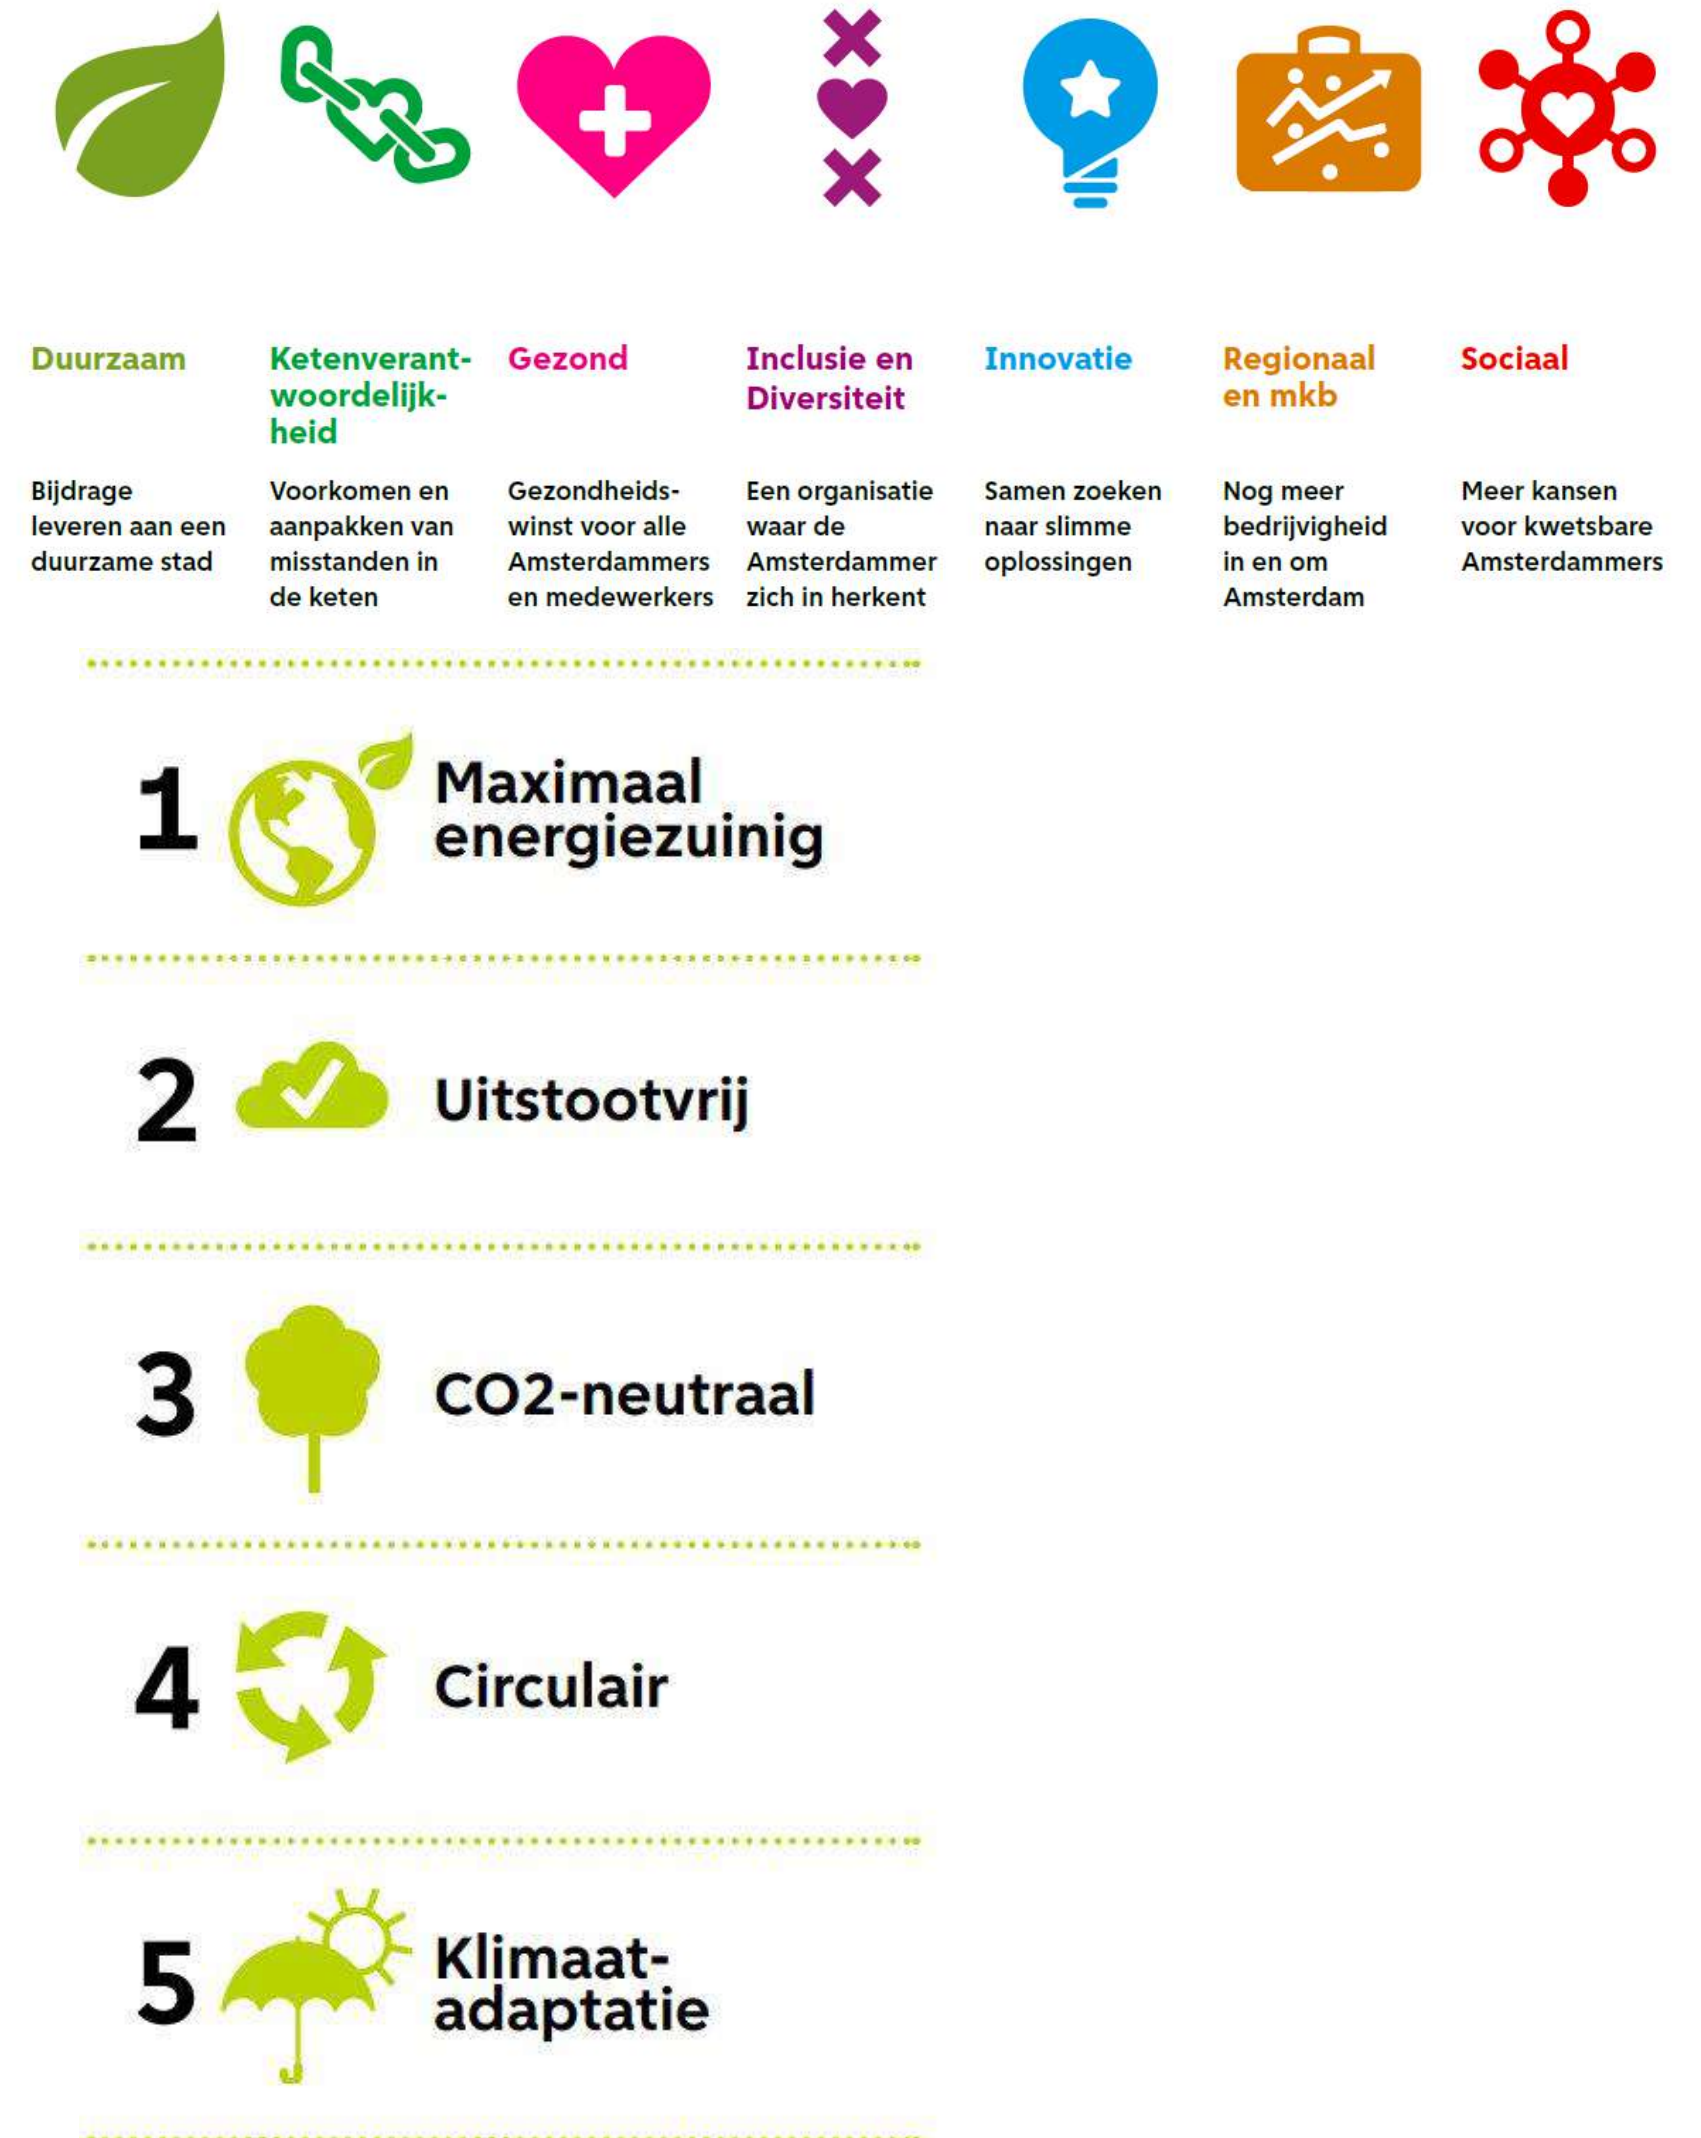 Duurzaam
Bijdrage
leveren aan een
duurzame stad
Ketenverant-
woordelijk-
heid
Voorkomen en
aanpakken van
misstanden in
de keten
Gezond
Gezondheids-
winst voor alle
Amsterdammers
en medewerkers
Inclusie en
Diversiteit
Een organisatie
waar de
Amsterdammer
zich in herkent
Innovatie
Samen zoeken
naar slimme
oplossingen
Regionaal
en mkb
Nog meer
bedrijvigheid
in en om
Amsterdam
Sociaal
Meer kansen
voor kwetsbare
Amsterdammers
1 Maximaal
energiezuinig
2 Uitstootvrij
3 CO2-neutraal
4 Circulair
5 Klimaat-
adaptatie